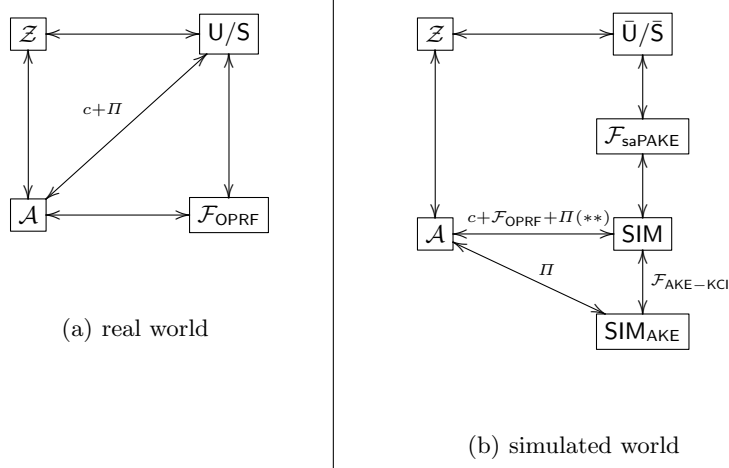 𝒵
U/S
c+Π
𝒜
ℱ_OPRF
(a) real world
𝒵
Ū/S̄
ℱ_saPAKE
c+ℱ_OPRF+Π(**)
𝒜
SIM
Π
ℱ_AKE−KCI
SIM_AKE
(b) simulated world